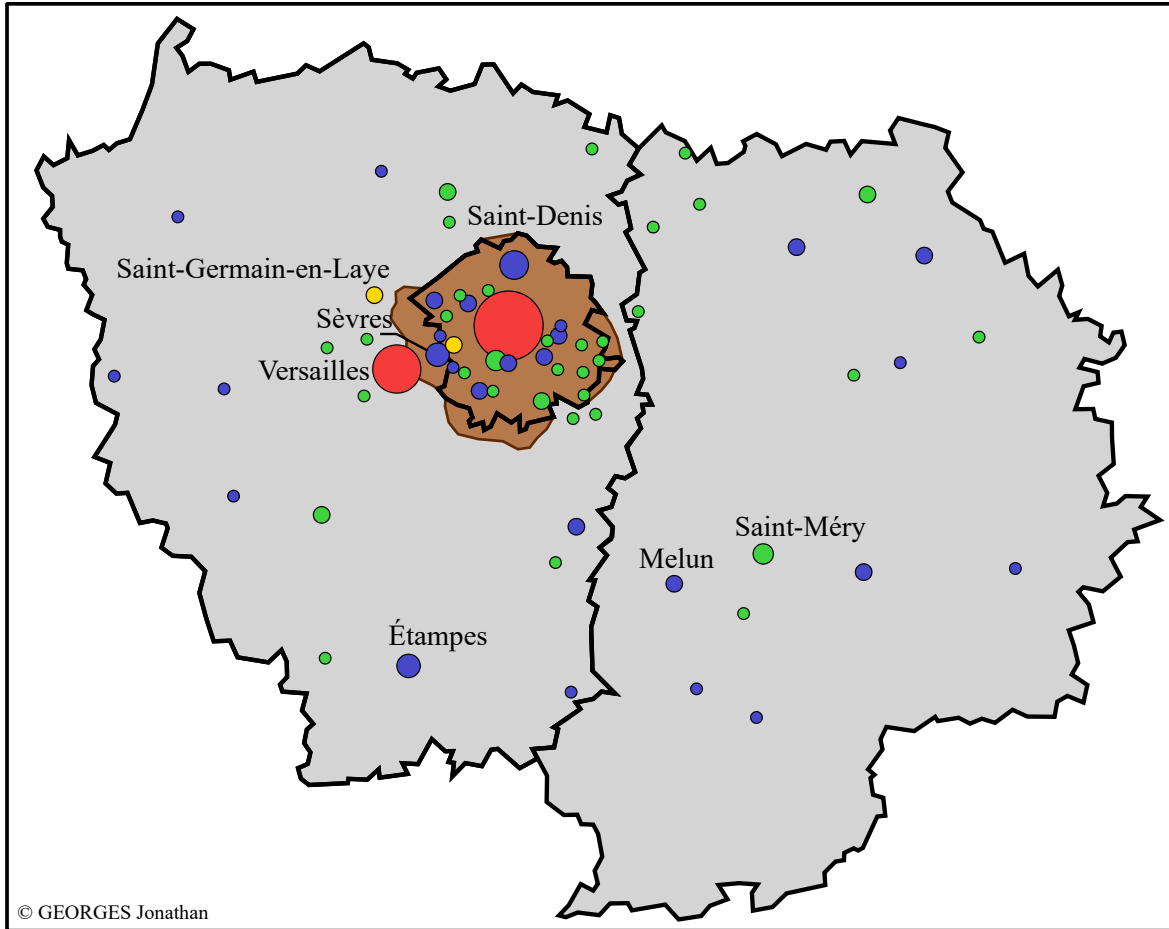 Saint-Denis
Saint-Germain-en-Laye
Sèvres
Versailles
Saint-Méry
Melun
Étampes
© GEORGES Jonathan